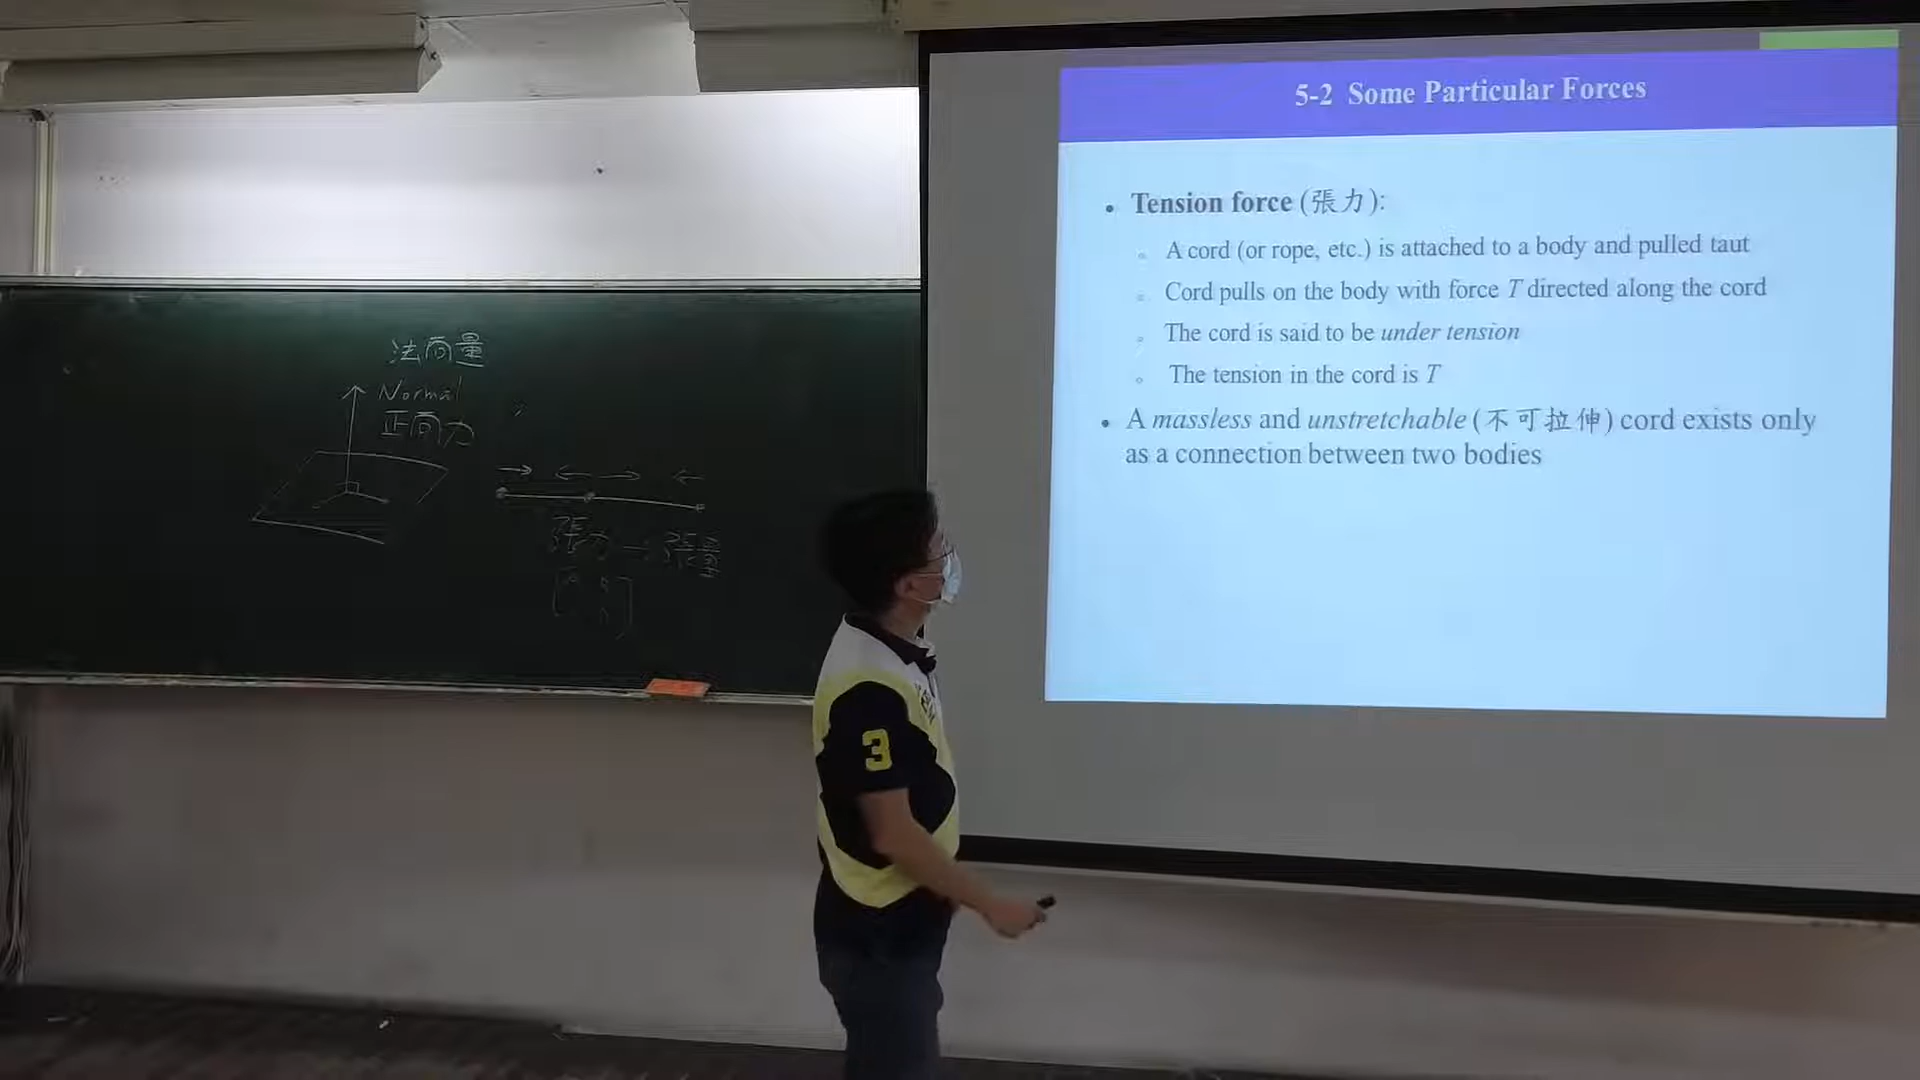 法向量
Normal
正向力
張力 → 張量
5-2 Some Particular Forces
• Tension force (張力):
◦ A cord (or rope, etc.) is attached to a body and pulled taut
◦ Cord pulls on the body with force T directed along the cord
◦ The cord is said to be under tension
◦ The tension in the cord is T
• A massless and unstretchable (不可拉伸) cord exists only
as a connection between two bodies
3